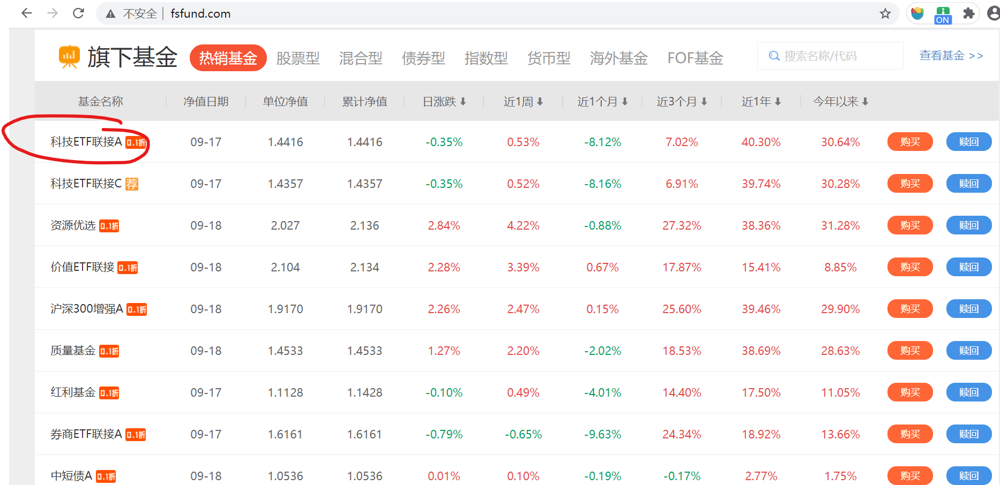 不安全 fsfund.com
ON
旗下基金 热销基金 股票型 混合型 债券型 指数型 货币型 海外基金 FOF基金 搜索名称/代码 查看基金 >>
基金名称 净值日期 单位净值 累计净值 日涨跌 近1周 近1个月 近3个月 近1年 今年以来
科技ETF联接A 0.1折 09-17 1.4416 1.4416 -0.35% 0.53% -8.12% 7.02% 40.30% 30.64% 购买 赎回
科技ETF联接C 荐 09-17 1.4357 1.4357 -0.35% 0.52% -8.16% 6.91% 39.74% 30.28% 购买 赎回
资源优选 0.1折 09-18 2.027 2.136 2.84% 4.22% -0.88% 27.32% 38.36% 31.28% 购买 赎回
价值ETF联接 0.1折 09-18 2.104 2.134 2.28% 3.39% 0.67% 17.87% 15.41% 8.85% 购买 赎回
沪深300增强A 0.1折 09-18 1.9170 1.9170 2.26% 2.47% 0.15% 25.60% 39.46% 29.90% 购买 赎回
质量基金 0.1折 09-18 1.4533 1.4533 1.27% 2.20% -2.02% 18.53% 38.69% 28.63% 购买 赎回
红利基金 0.1折 09-17 1.1128 1.1428 -0.10% 0.49% -4.01% 14.40% 17.50% 11.05% 购买 赎回
券商ETF联接A 0.1折 09-17 1.6161 1.6161 -0.79% -0.65% -9.63% 24.34% 18.92% 13.66% 购买 赎回
中短债A 0.1折 09-18 1.0536 1.0536 0.01% 0.10% -0.19% -0.17% 2.77% 1.75% 购买 赎回